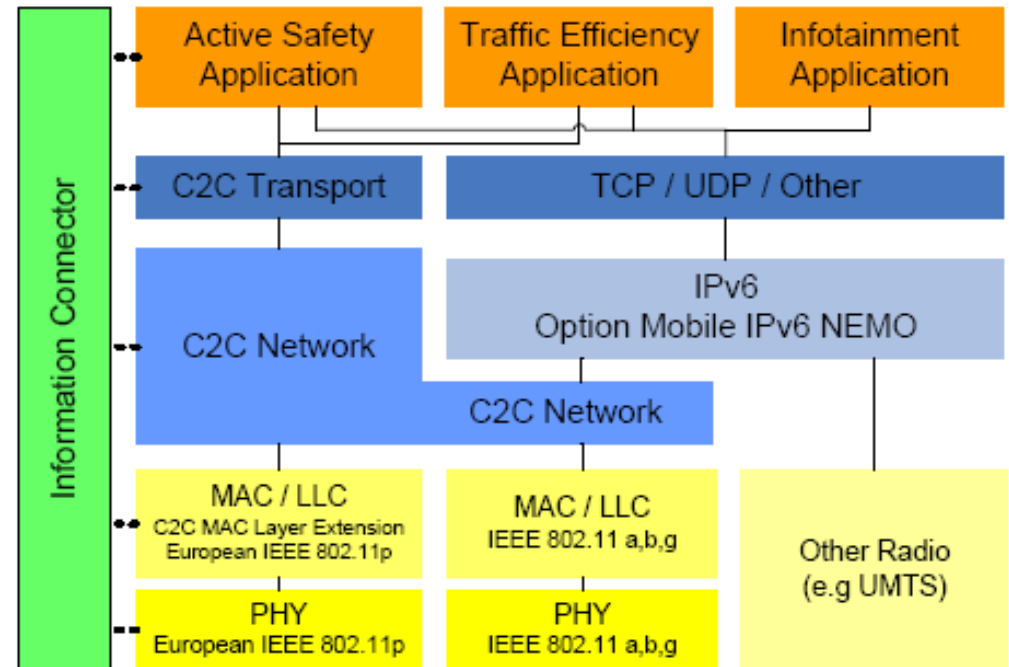 Information Connector
Active Safety
Application
Traffic Efficiency
Application
Infotainment
Application
C2C Transport
TCP / UDP / Other
C2C Network
IPv6
Option Mobile IPv6 NEMO
C2C Network
MAC / LLC
C2C MAC Layer Extension
European IEEE 802.11p
MAC / LLC
IEEE 802.11 a,b,g
Other Radio
(e.g UMTS)
PHY
European IEEE 802.11p
PHY
IEEE 802.11 a,b,g